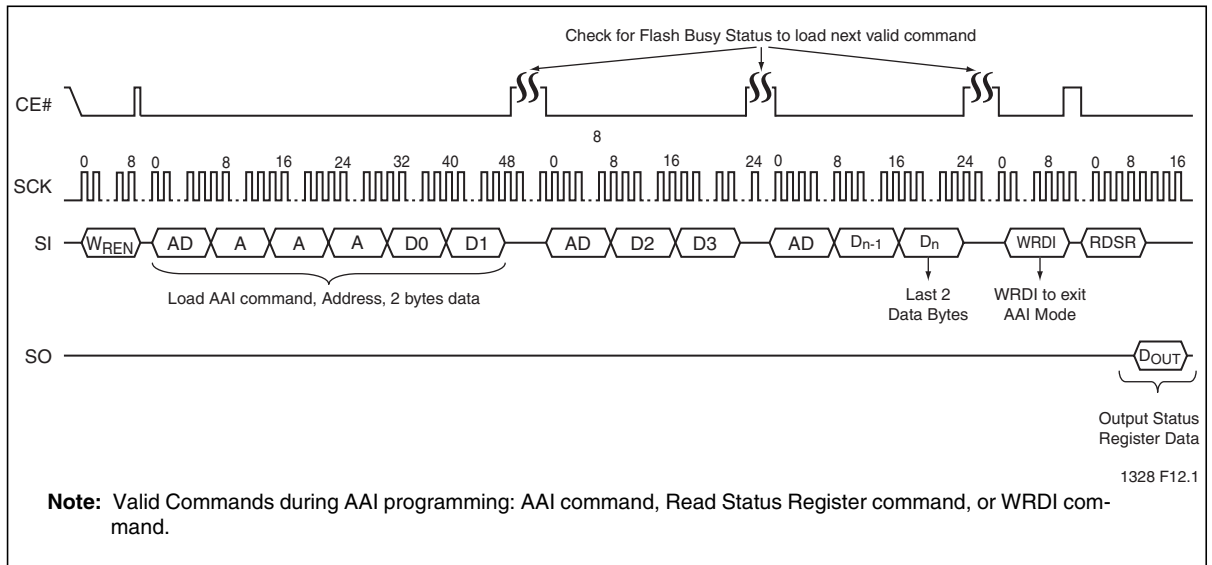 Check for Flash Busy Status to load next valid command
CE#
8
0 8 0 8 16 24 32 40 48 0 8 16 24 0 8 16 24 0 8 0 8 16
SCK
SI WREN AD A A A D0 D1 AD D2 D3 AD Dn-1 Dn WRDI RDSR
Load AAI command, Address, 2 bytes data
Last 2
Data Bytes
WRDI to exit
AAI Mode
SO DOUT
Output Status
Register Data
1328 F12.1
Note: Valid Commands during AAI programming: AAI command, Read Status Register command, or WRDI com-
mand.